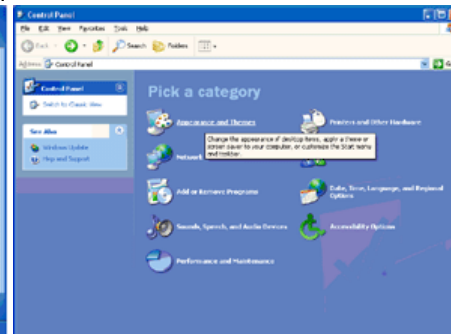 Control Panel
File Edit View Favorites Tools Help
Back Search Folders
Address Control Panel Go
Control Panel
Switch to Classic View
See Also
Windows Update
Help and Support
Pick a category
Appearance and Themes
Printers and Other Hardware
Change the appearance of desktop items, apply a theme or
screen saver to your computer, or customize the Start menu
and taskbar.
Network
Add or Remove Programs
Date, Time, Language, and Regional
Options
Sounds, Speech, and Audio Devices
Accessibility Options
Performance and Maintenance